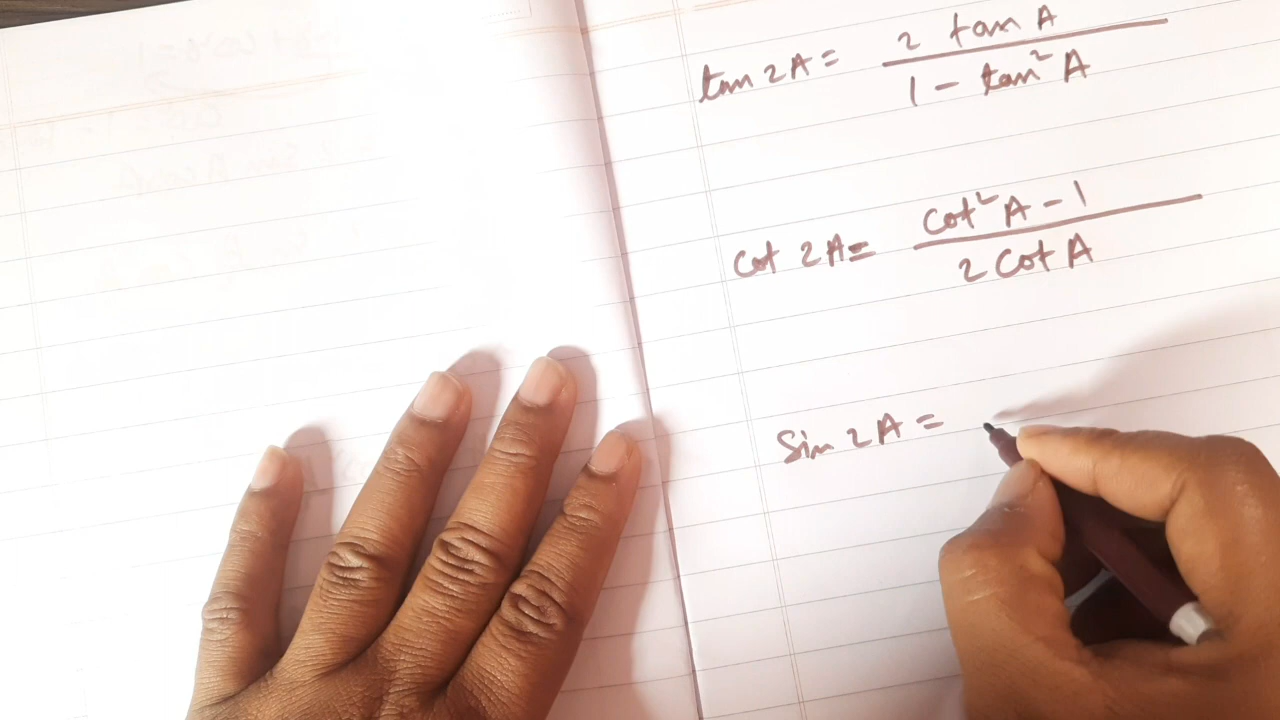 tan 2A = 2 tan A / 1 - tan² A
cot 2A = cot² A - 1 / 2 cot A
Sin 2A =